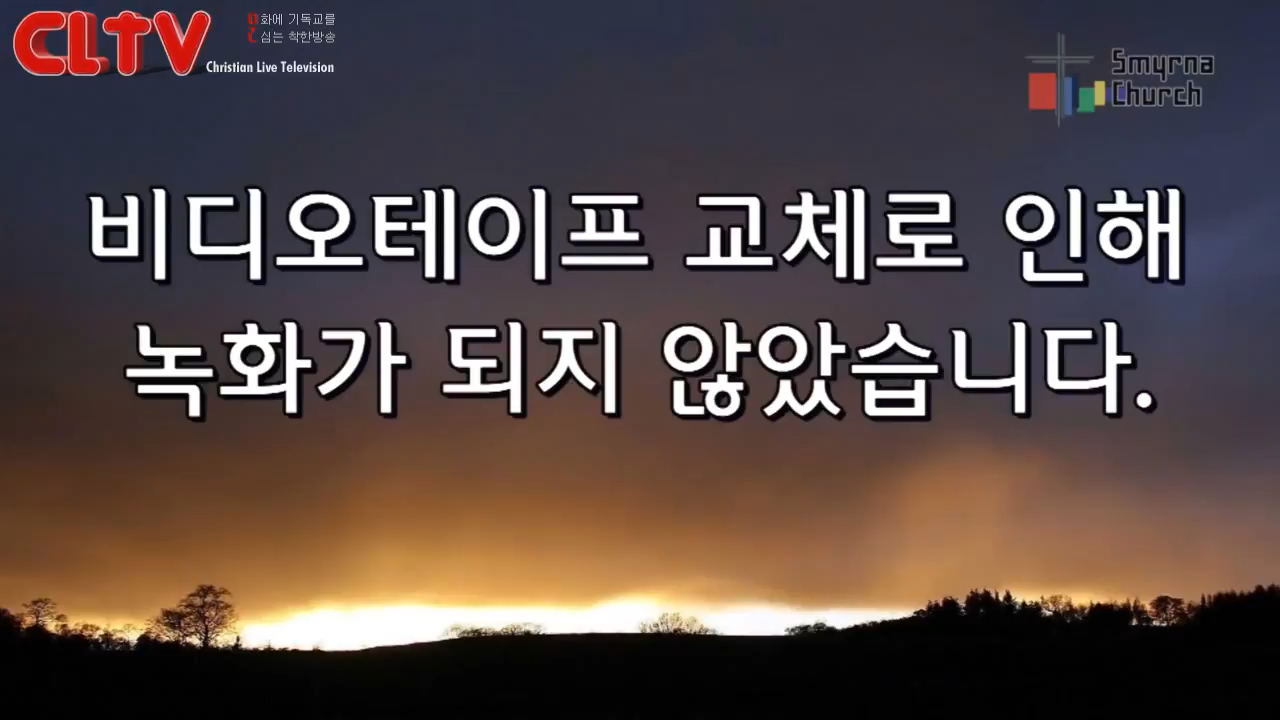 CLTV
화에 기독교를
심는 착한방송
Christian Live Television
Smyrna
Church
비디오테이프 교체로 인해
녹화가 되지 않았습니다.